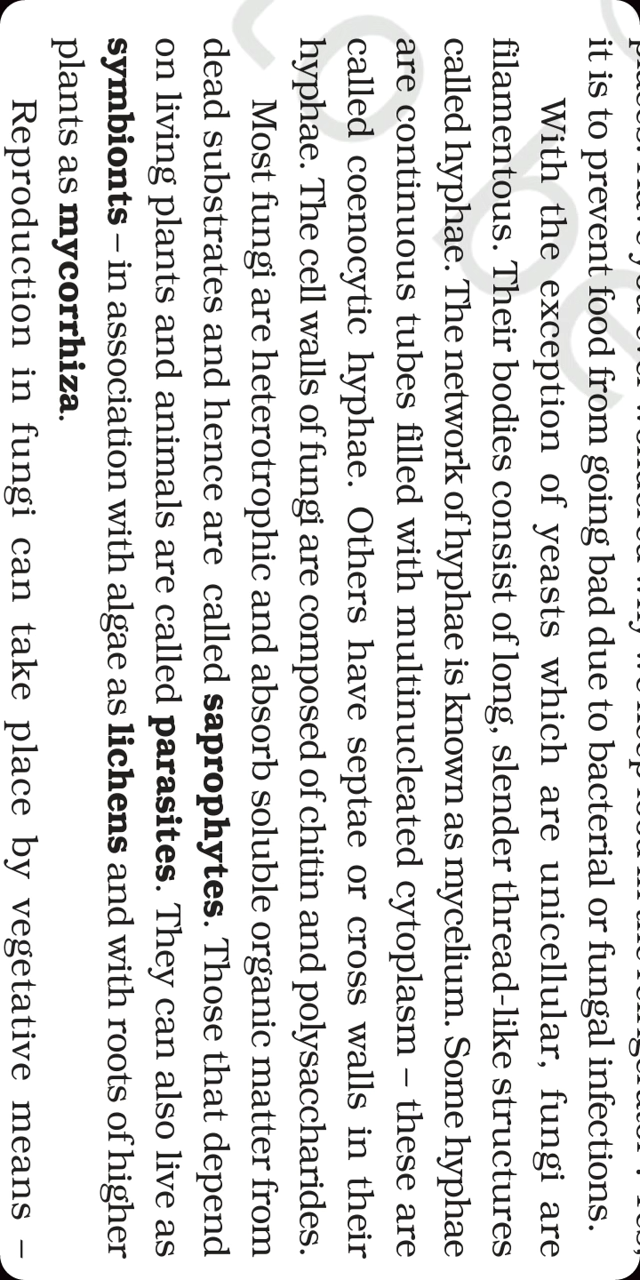 it is to prevent food from going bad due to bacterial or fungal infections.
With the exception of yeasts which are unicellular, fungi are
filamentous. Their bodies consist of long, slender thread-like structures
called hyphae. The network of hyphae is known as mycelium. Some hyphae
are continuous tubes filled with multinucleated cytoplasm – these are
called coenocytic hyphae. Others have septae or cross walls in their
hyphae. The cell walls of fungi are composed of chitin and polysaccharides.
Most fungi are heterotrophic and absorb soluble organic matter from
dead substrates and hence are called saprophytes. Those that depend
on living plants and animals are called parasites. They can also live as
symbionts – in association with algae as lichens and with roots of higher
plants as mycorrhiza.
Reproduction in fungi can take place by vegetative means –
to be